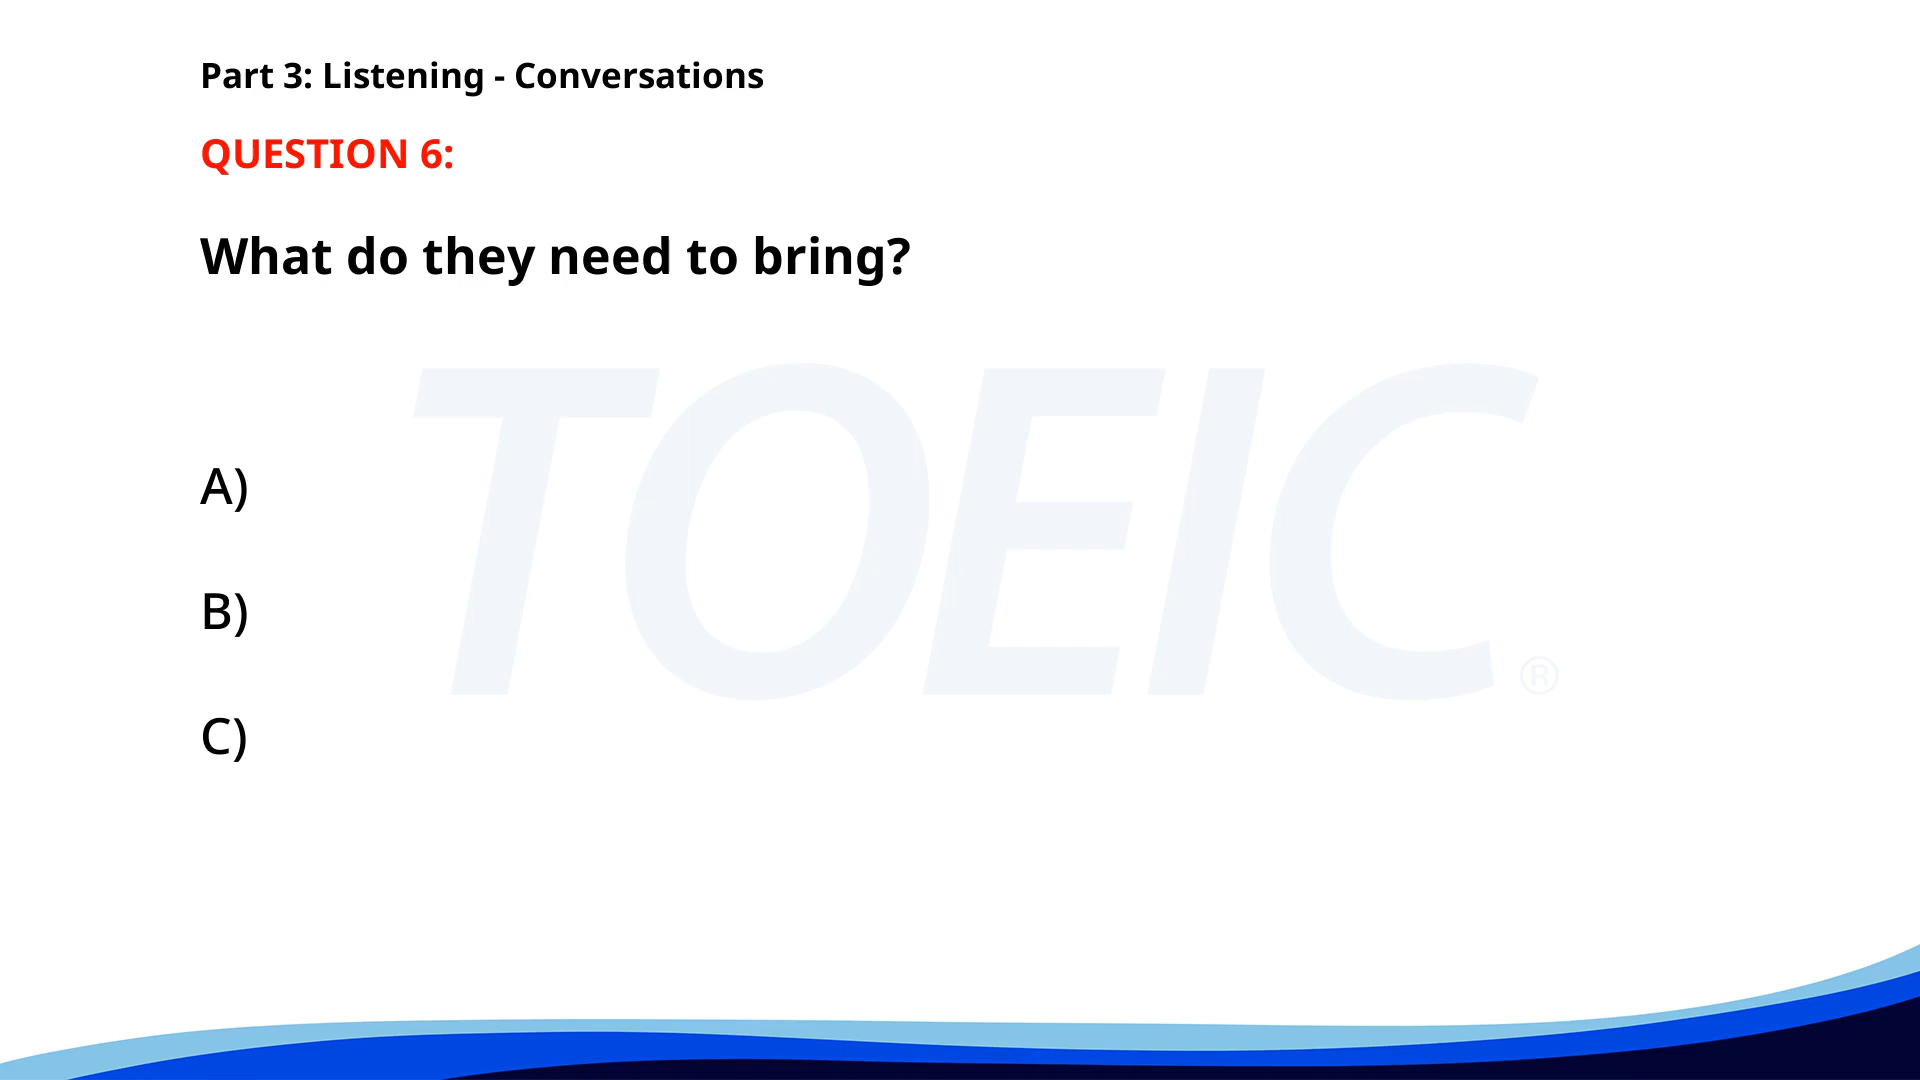 Part 3: Listening - Conversations
QUESTION 6:
What do they need to bring?
TOEIC
A)
B)
C)
®